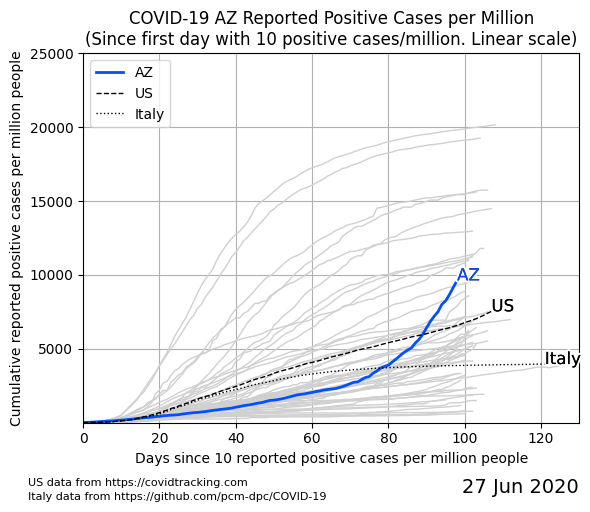 COVID-19 AZ Reported Positive Cases per Million
(Since first day with 10 positive cases/million. Linear scale)
Cumulative reported positive cases per million people
25000
20000
15000
10000
5000
AZ
US
Italy
AZ
US
Italy
0
20
40
60
80
100
120
Days since 10 reported positive cases per million people
US data from https://covidtracking.com
Italy data from https://github.com/pcm-dpc/COVID-19
27 Jun 2020